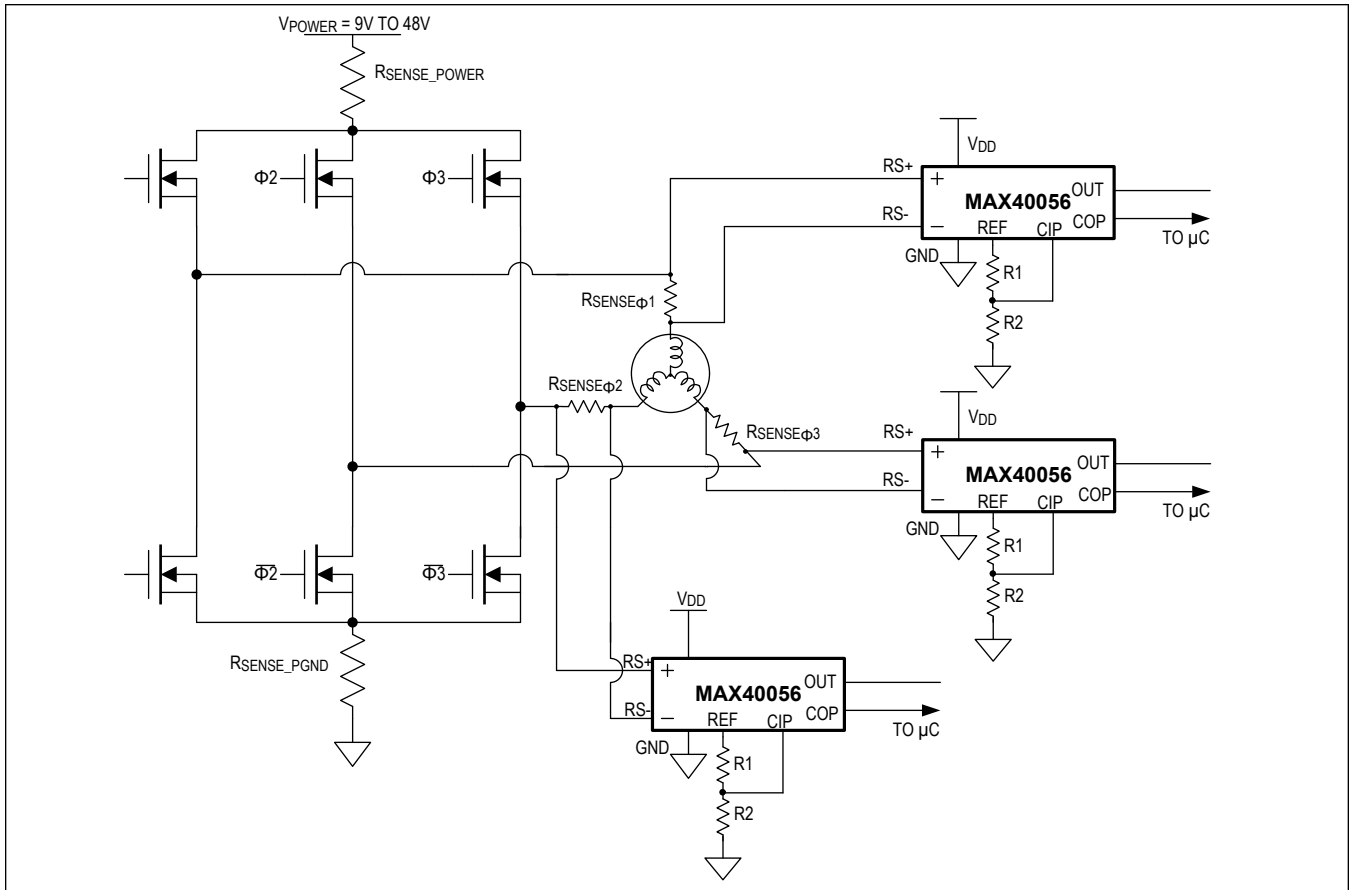 VPOWER = 9V TO 48V
RSENSE_POWER
Φ2
Φ3
VDD
RS+
+
MAX40056
OUT
RS-
−
REF
CIP
COP
TO µC
GND
R1
R2
RSENSEΦ1
RSENSEΦ2
RSENSEΦ3
VDD
RS+
+
MAX40056
OUT
RS-
−
REF
CIP
COP
TO µC
GND
R1
R2
Φ̅2
Φ̅3
RSENSE_PGND
VDD
RS+
+
MAX40056
OUT
RS-
−
REF
CIP
COP
TO µC
GND
R1
R2